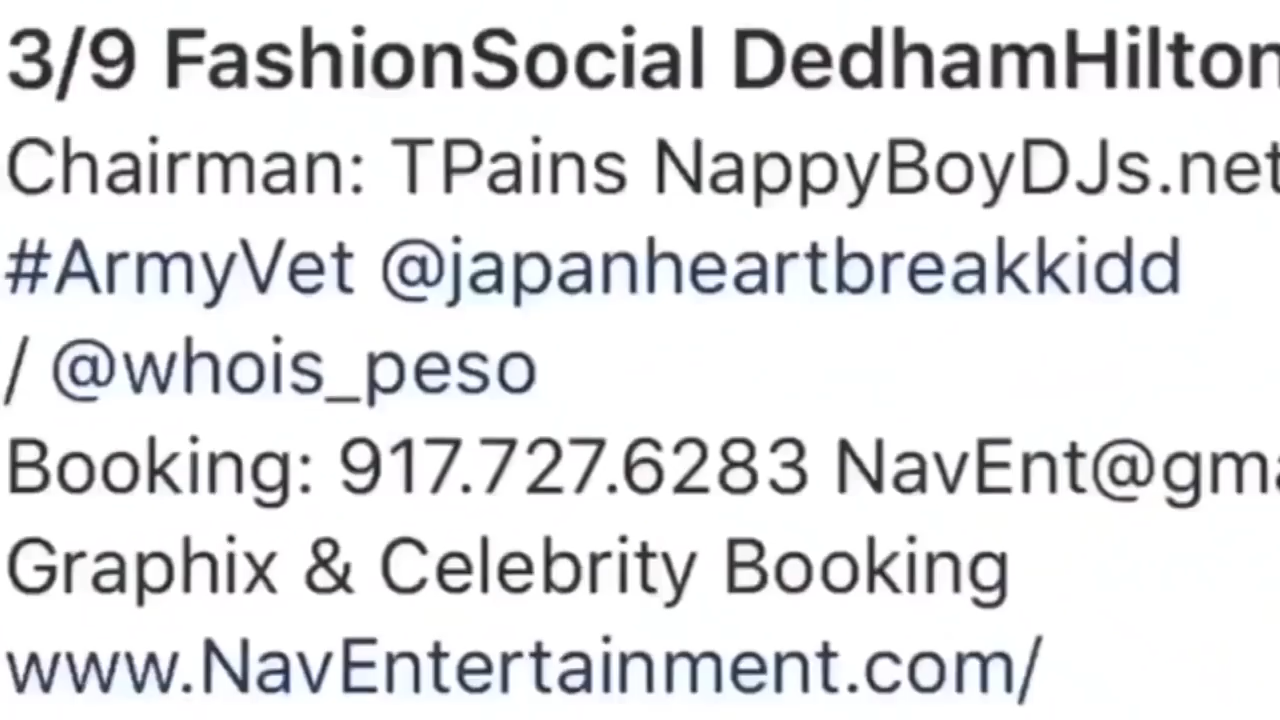 3/9 FashionSocial DedhamHilton
Chairman: TPains NappyBoyDJs.net
#ArmyVet @japanheartbreakkidd
/ @whois_peso
Booking: 917.727.6283 NavEnt@gma
Graphix & Celebrity Booking
www.NavEntertainment.com/